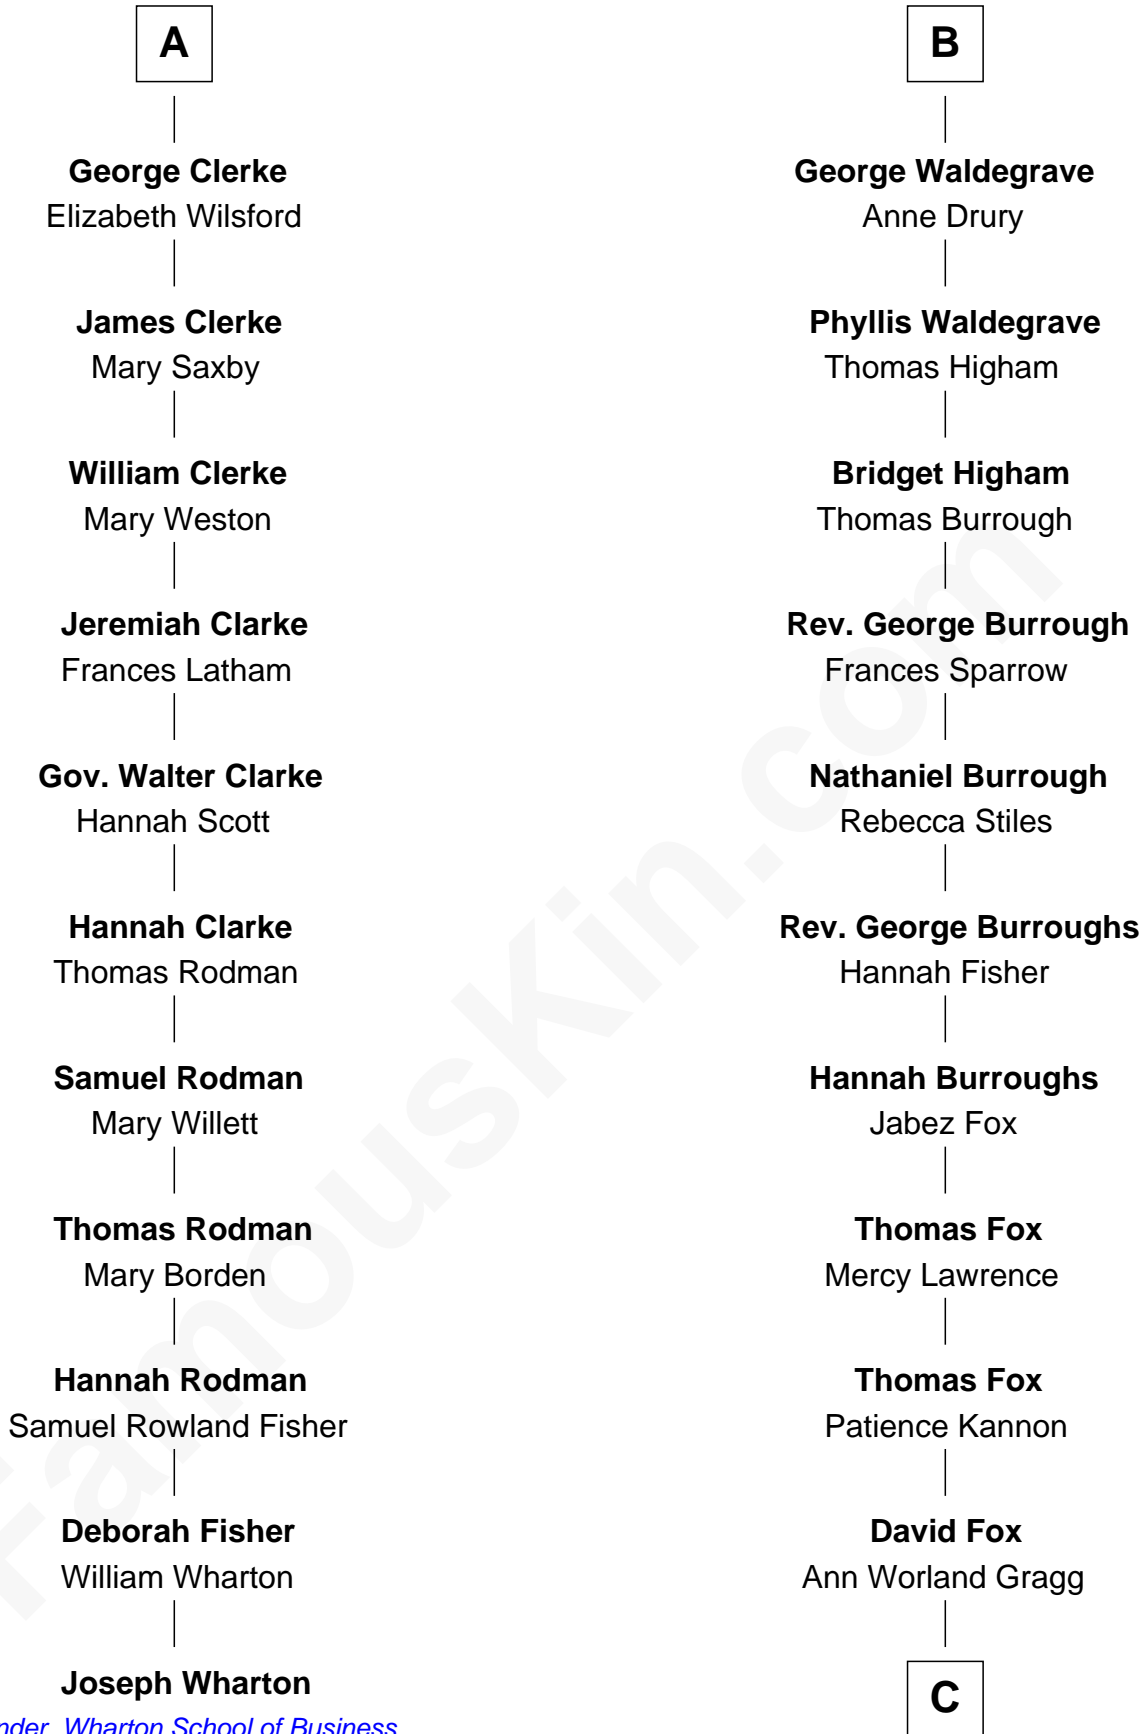 A
George Clerke
Elizabeth Wilsford
James Clerke
Mary Saxby
William Clerke
Mary Weston
Jeremiah Clarke
Frances Latham
Gov. Walter Clarke
Hannah Scott
Hannah Clarke
Thomas Rodman
Samuel Rodman
Mary Willett
Thomas Rodman
Mary Borden
Hannah Rodman
Samuel Rowland Fisher
Deborah Fisher
William Wharton
Joseph Wharton
Wharton School of Business
B
George Waldegrave
Anne Drury
Phyllis Waldegrave
Thomas Higham
Bridget Higham
Thomas Burrough
Rev. George Burrough
Frances Sparrow
Nathaniel Burrough
Rebecca Stiles
Rev. George Burroughs
Hannah Fisher
Hannah Burroughs
Jabez Fox
Thomas Fox
Mercy Lawrence
Thomas Fox
Patience Kannon
David Fox
Ann Worland Gragg
C
FamousKin.com